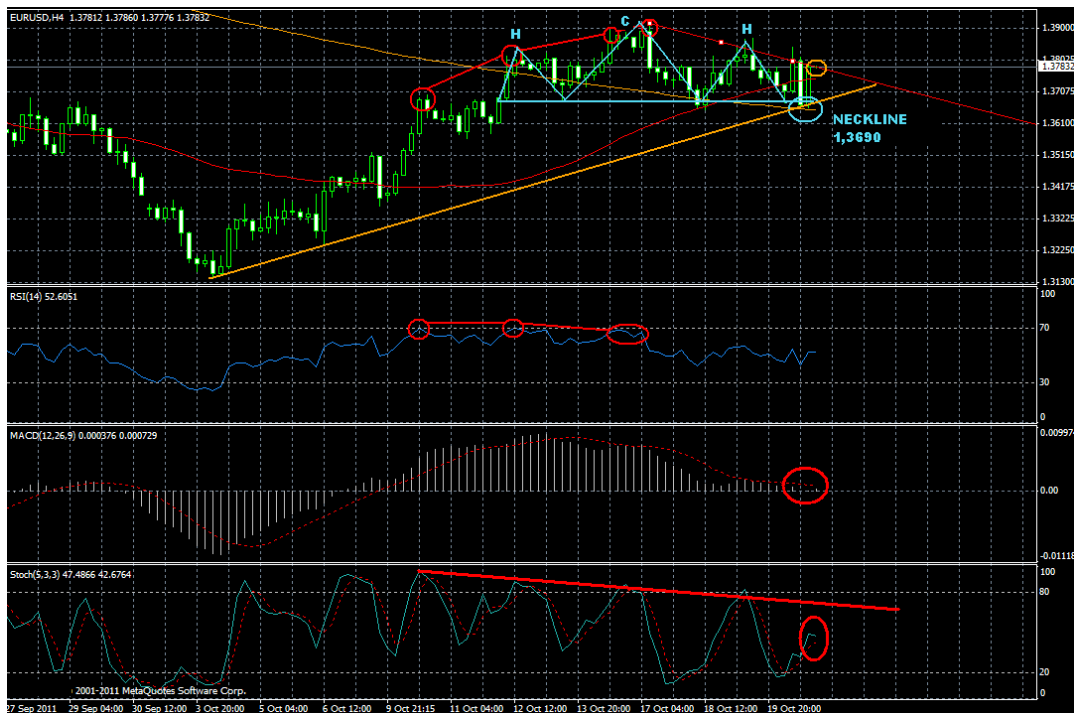 EURUSD,H4 1.37812 1.37860 1.37776 1.37832
H
C
H
1.39000
1.38025
1.37832
1.37075
NECKLINE
1,3690
1.36100
1.35150
1.34175
1.33225
1.32250
1.31300
RSI(14) 52.6051
100
70
30
0
MACD(12,26,9) 0.000376 0.000729
0.00974
0.00
-0.01118
Stoch(5,3,3) 47.4866 42.6764
100
80
20
0
2001-2011 MetaQuotes Software Corp.
27 Sep 2011 29 Sep 04:00 30 Sep 12:00 3 Oct 20:00 5 Oct 04:00 6 Oct 12:00 9 Oct 21:15 11 Oct 04:00 12 Oct 12:00 13 Oct 20:00 17 Oct 04:00 18 Oct 12:00 19 Oct 20:00